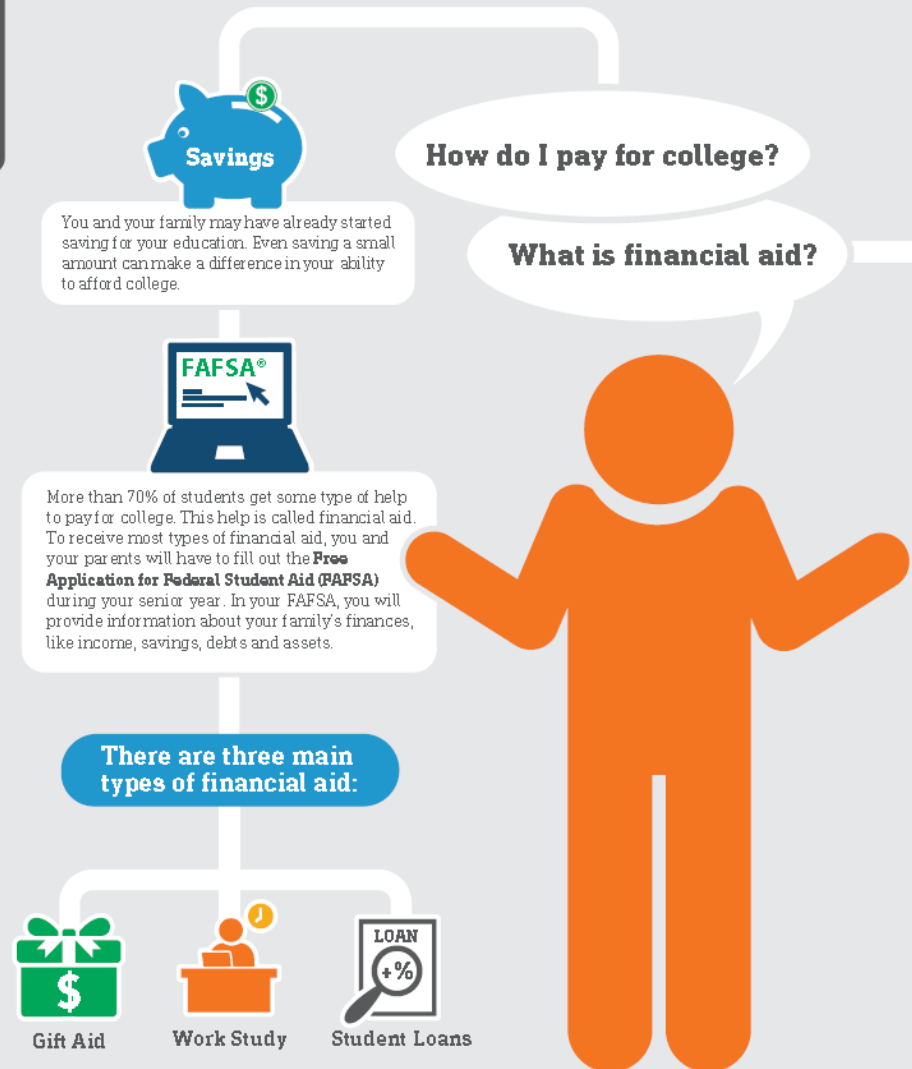 How do I pay for college?
What is financial aid?
$
Savings
You and your family may have already started
saving for your education. Even saving a small
amount can make a difference in your ability
to afford college.
FAFSA®
More than 70% of students get some type of help
to pay for college. This help is called financial aid.
To receive most types of financial aid, you and
your parents will have to fill out the Free
Application for Federal Student Aid (FAFSA)
during your senior year. In your FAFSA, you will
provide information about your family's finances,
like income, savings, debts and assets.
There are three main
types of financial aid:
$
Gift Aid
Work Study
LOAN
+%
Student Loans